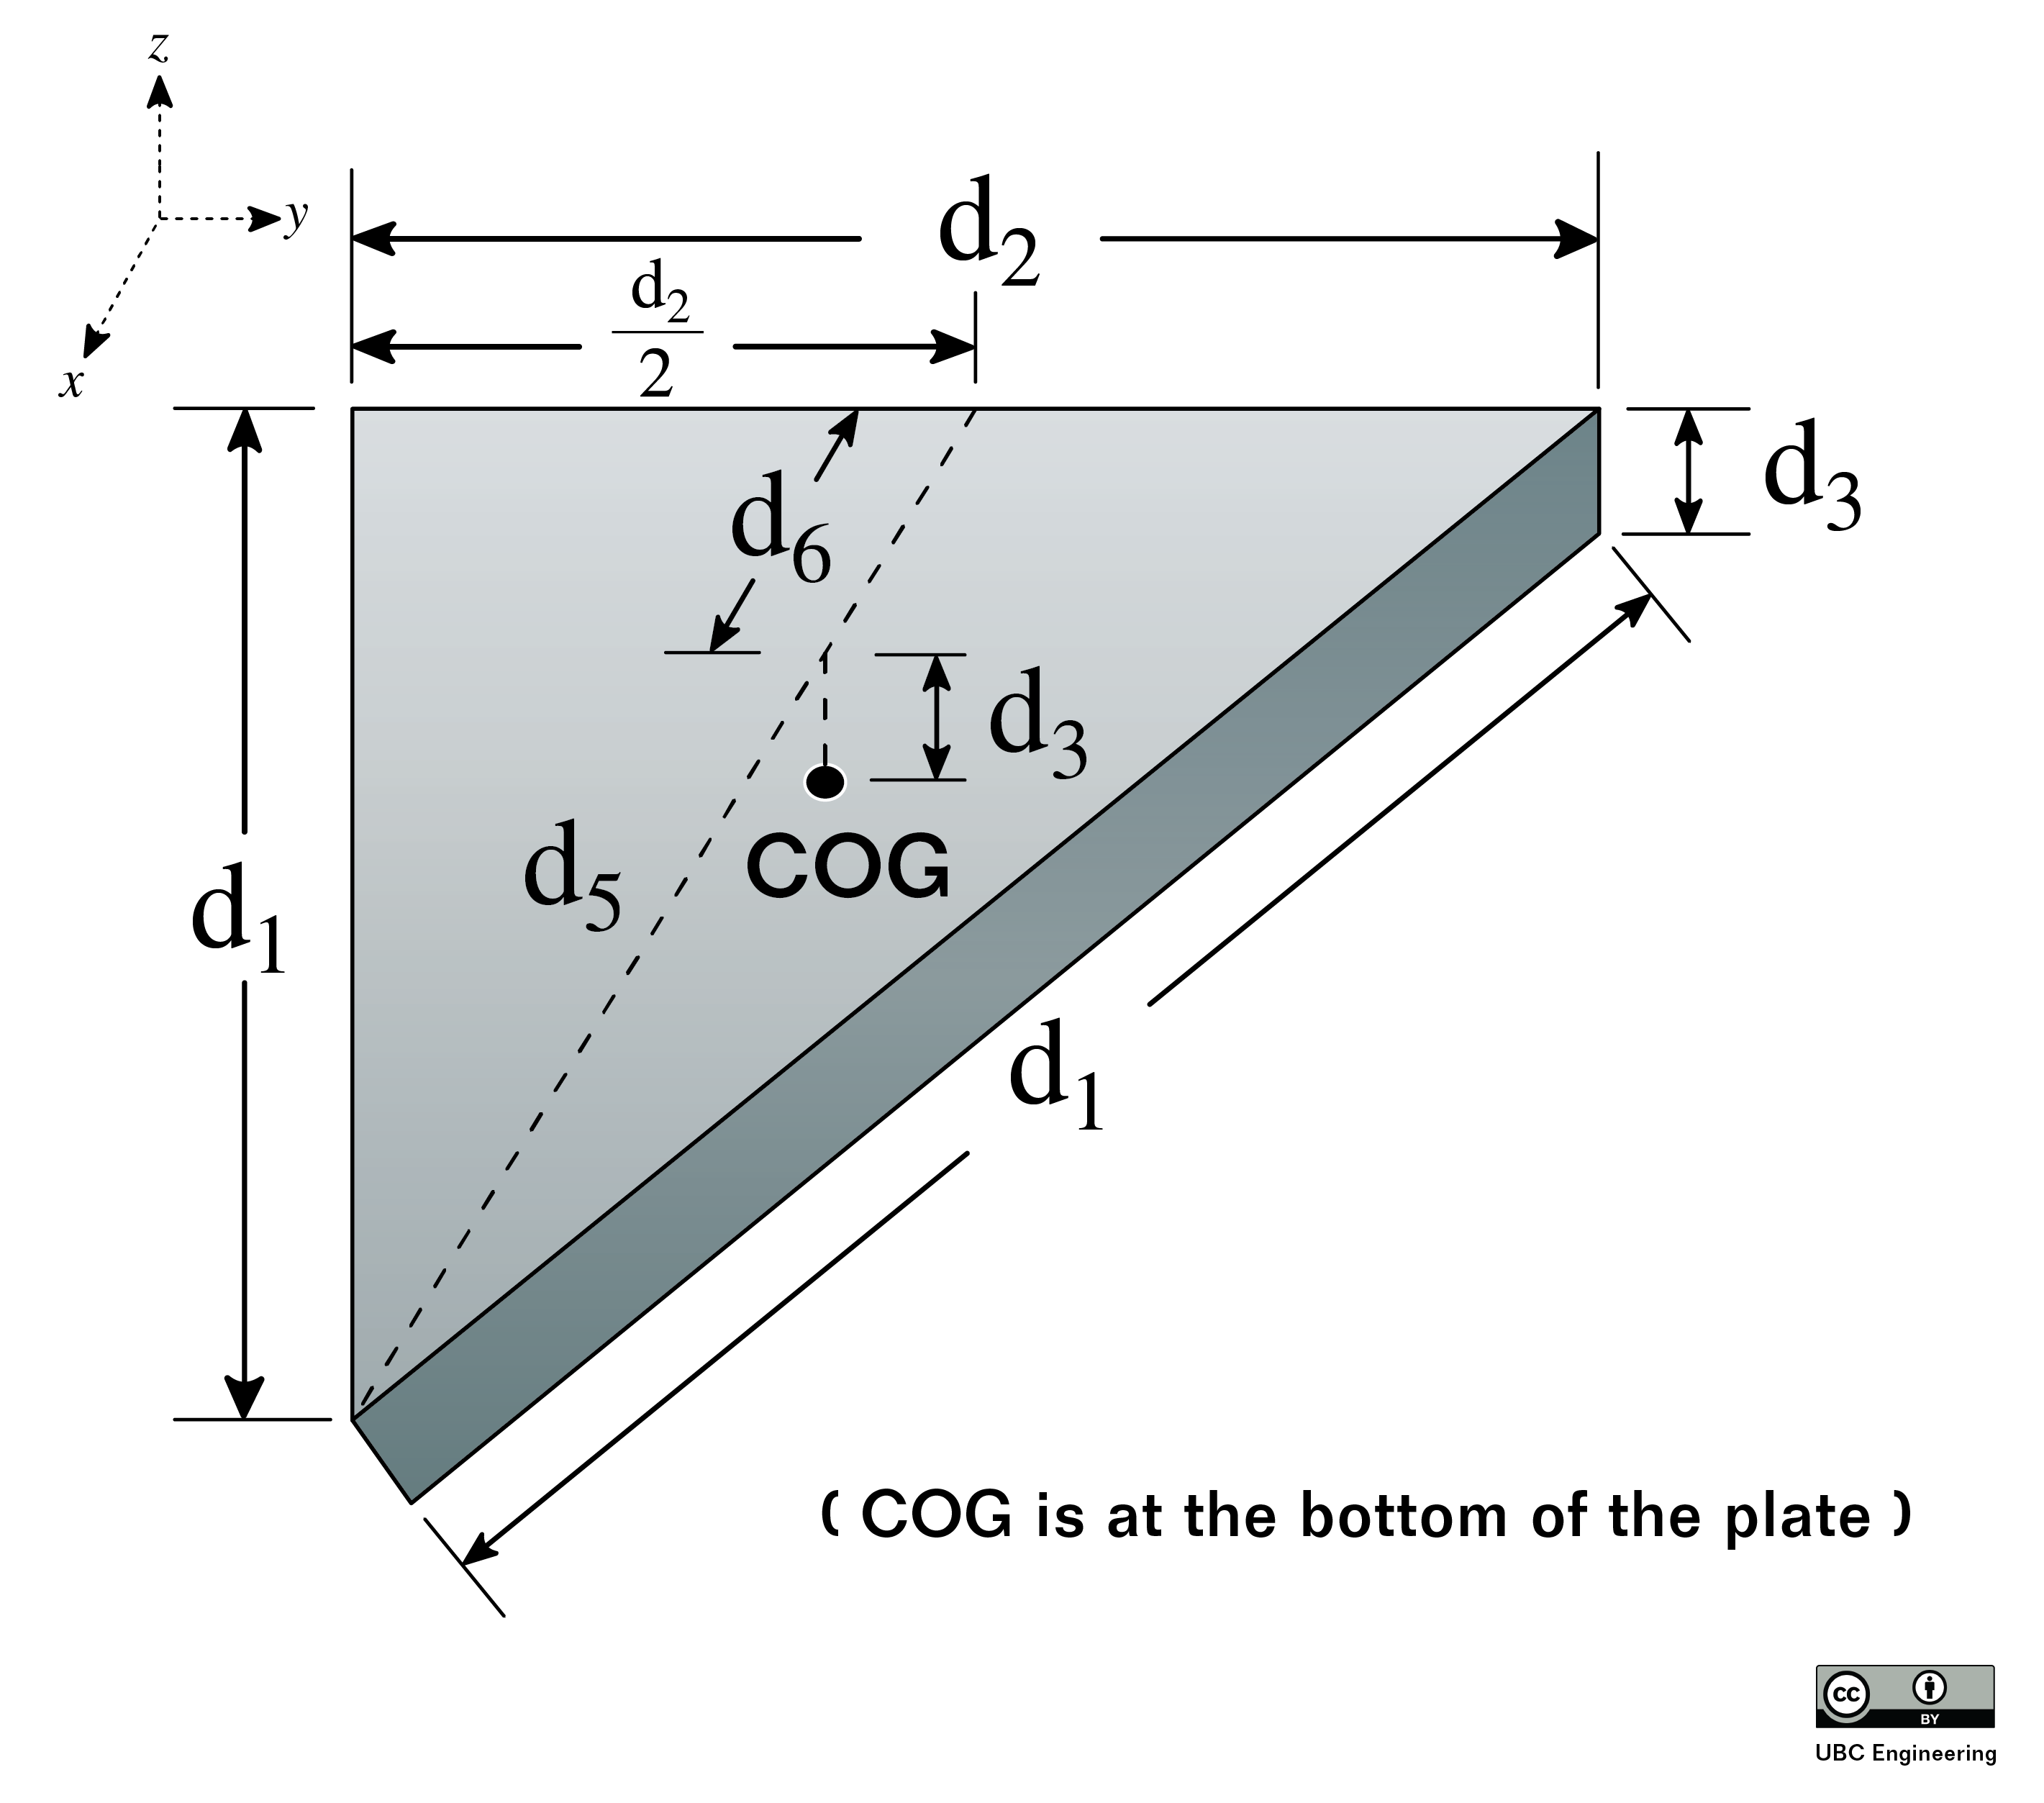 z
y
x
d2
d2
2
d3
d6
d3
d5
COG
d1
d1
( COG is at the bottom of the plate )
cc
BY
UBC Engineering